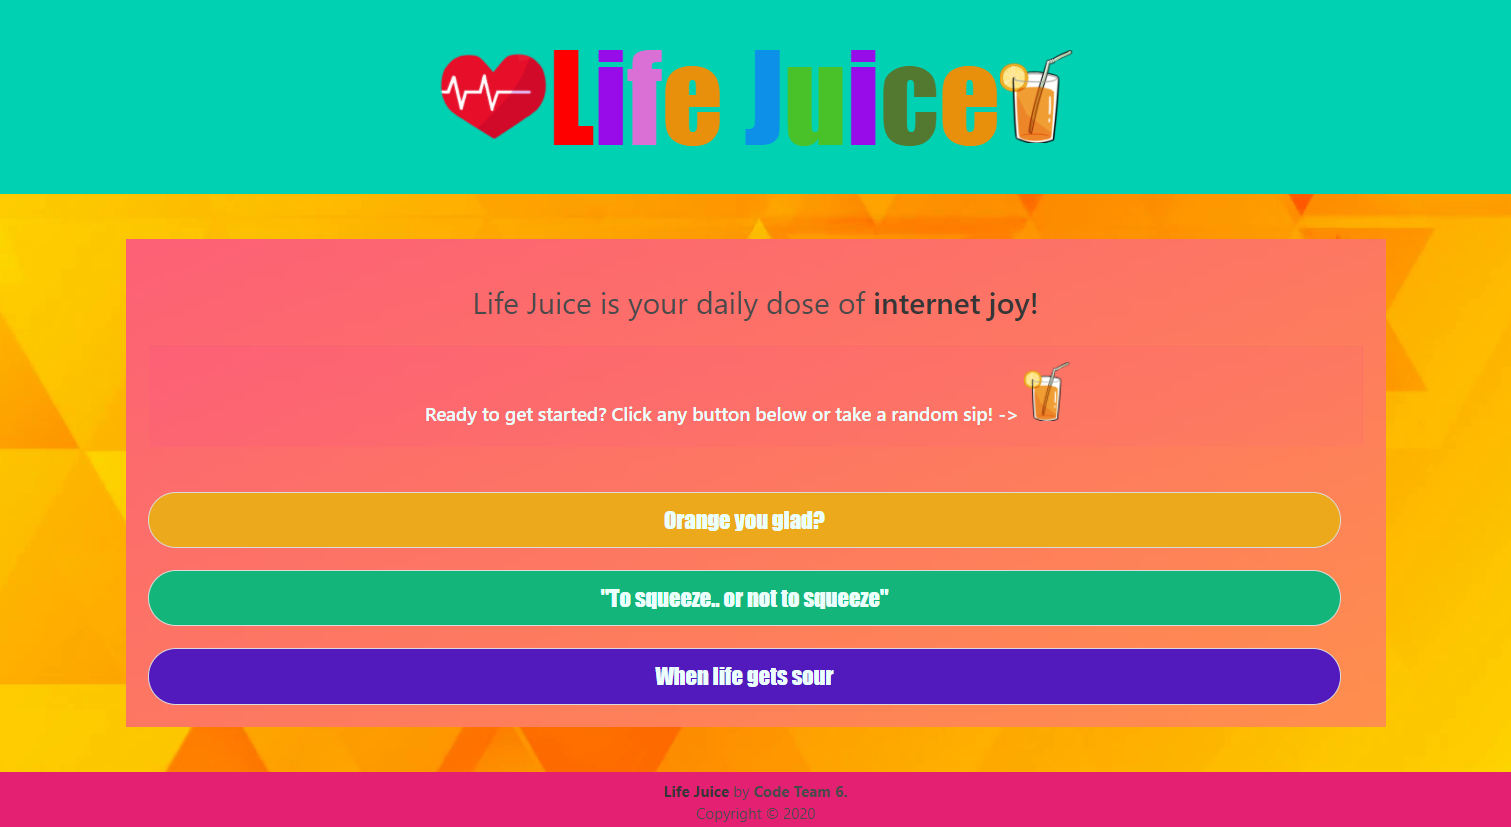 Life Juice
Life Juice is your daily dose of internet joy!
Ready to get started? Click any button below or take a random sip! ->
Orange you glad?
"To squeeze.. or not to squeeze"
When life gets sour
Life Juice by Code Team 6.
Copyright © 2020